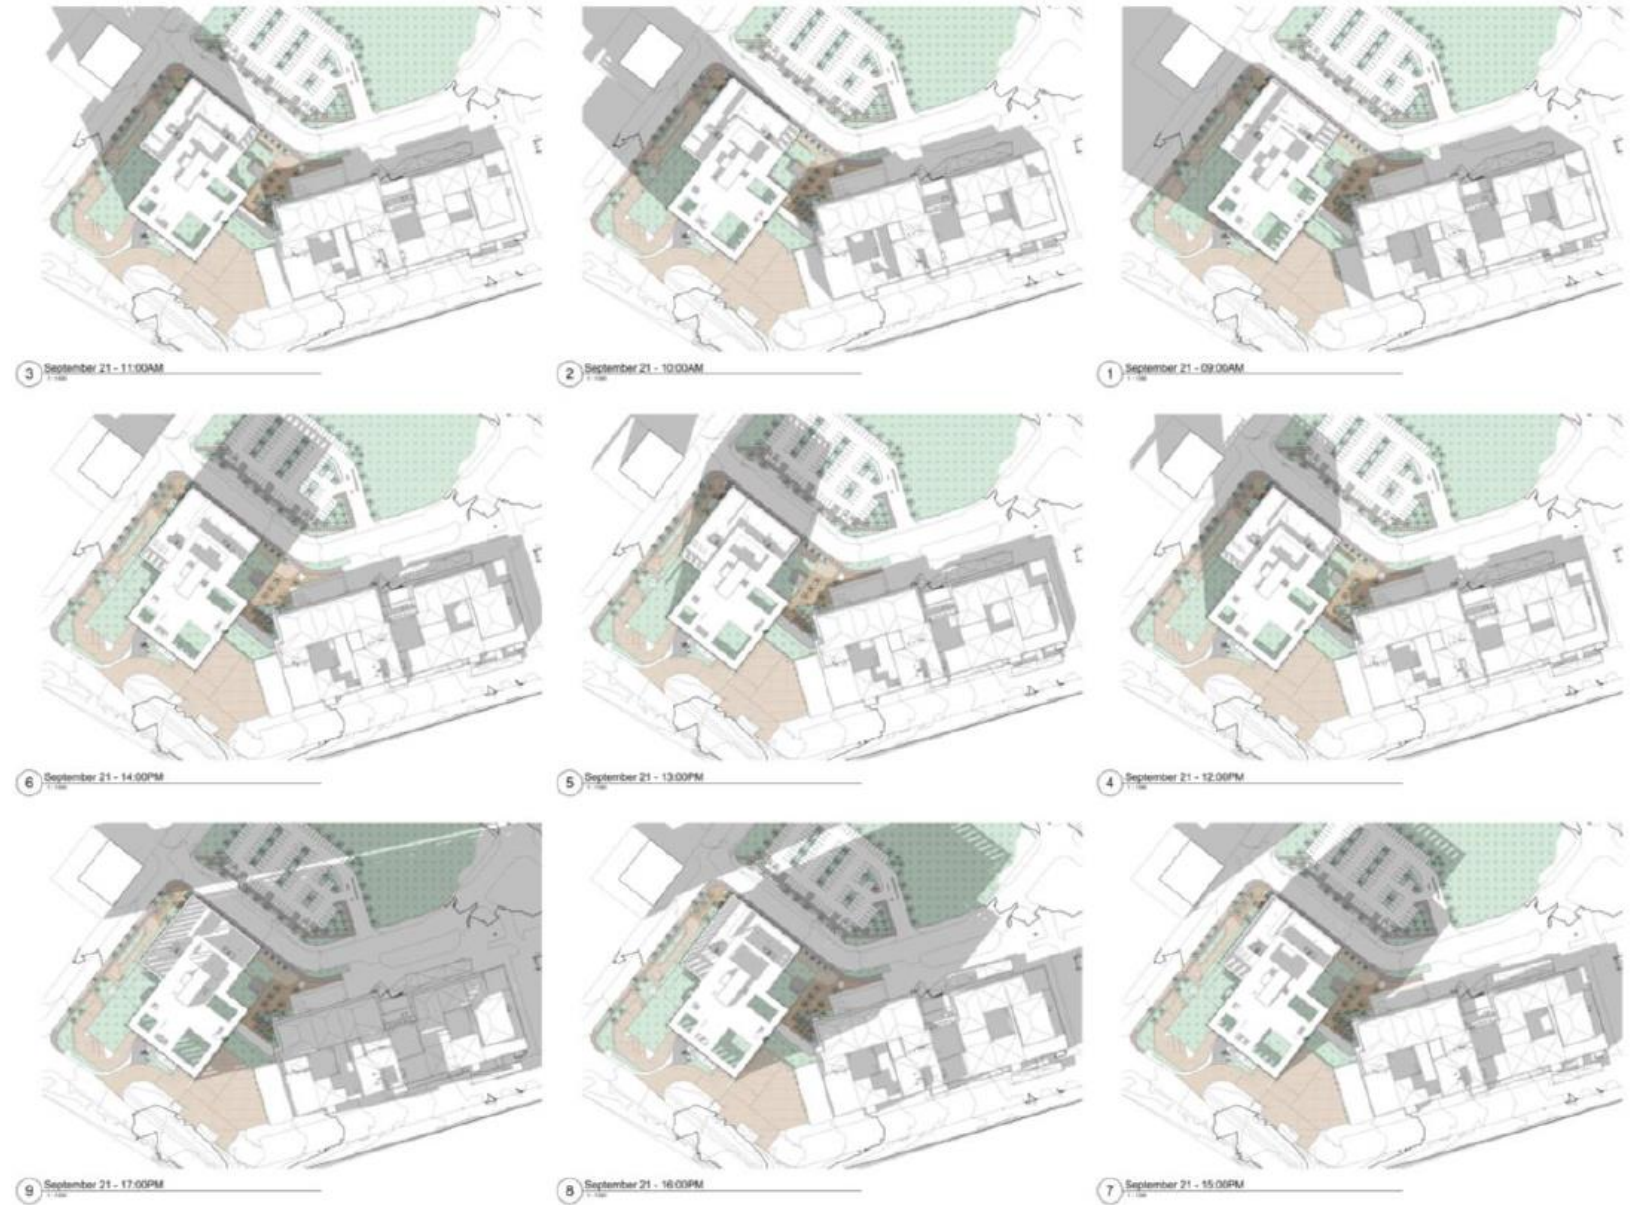 3 September 21 - 11:00AM
2 September 21 - 10:00AM
1 September 21 - 09:00AM
6 September 21 - 14:00PM
5 September 21 - 13:00PM
4 September 21 - 12:00PM
9 September 21 - 17:00PM
8 September 21 - 16:00PM
7 September 21 - 15:00PM